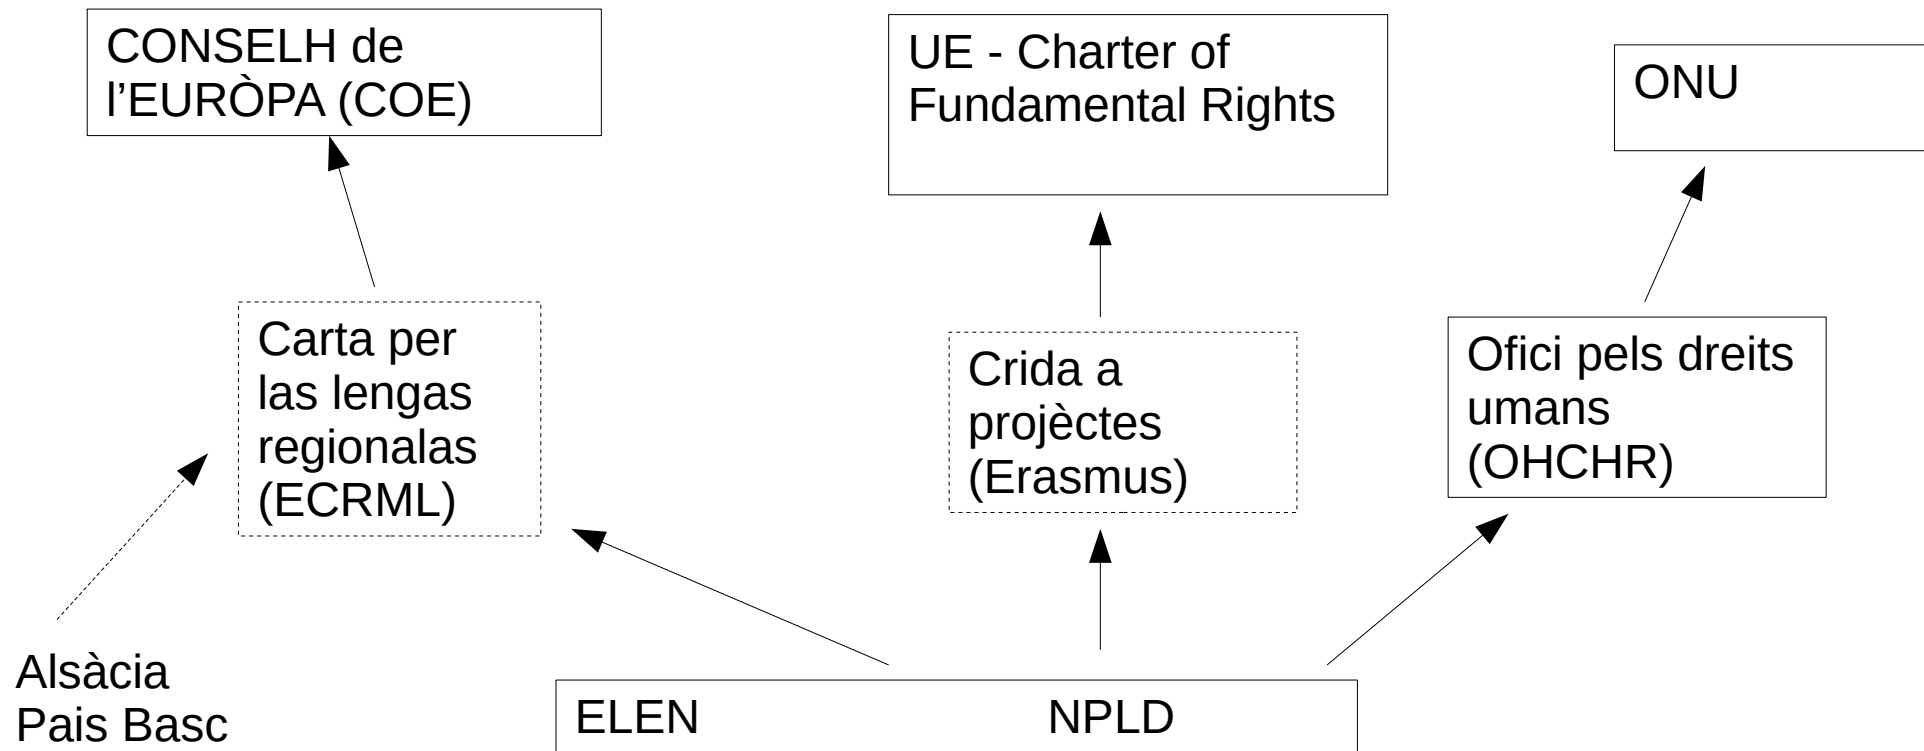 CONSELH de
l’EURÒPA (COE)
UE - Charter of
Fundamental Rights
ONU
Carta per
las lengas
regionalas
(ECRML)
Crida a
projèctes
(Erasmus)
Ofici pels dreits
umans
(OHCHR)
Alsàcia
Pais Basc
ELEN NPLD